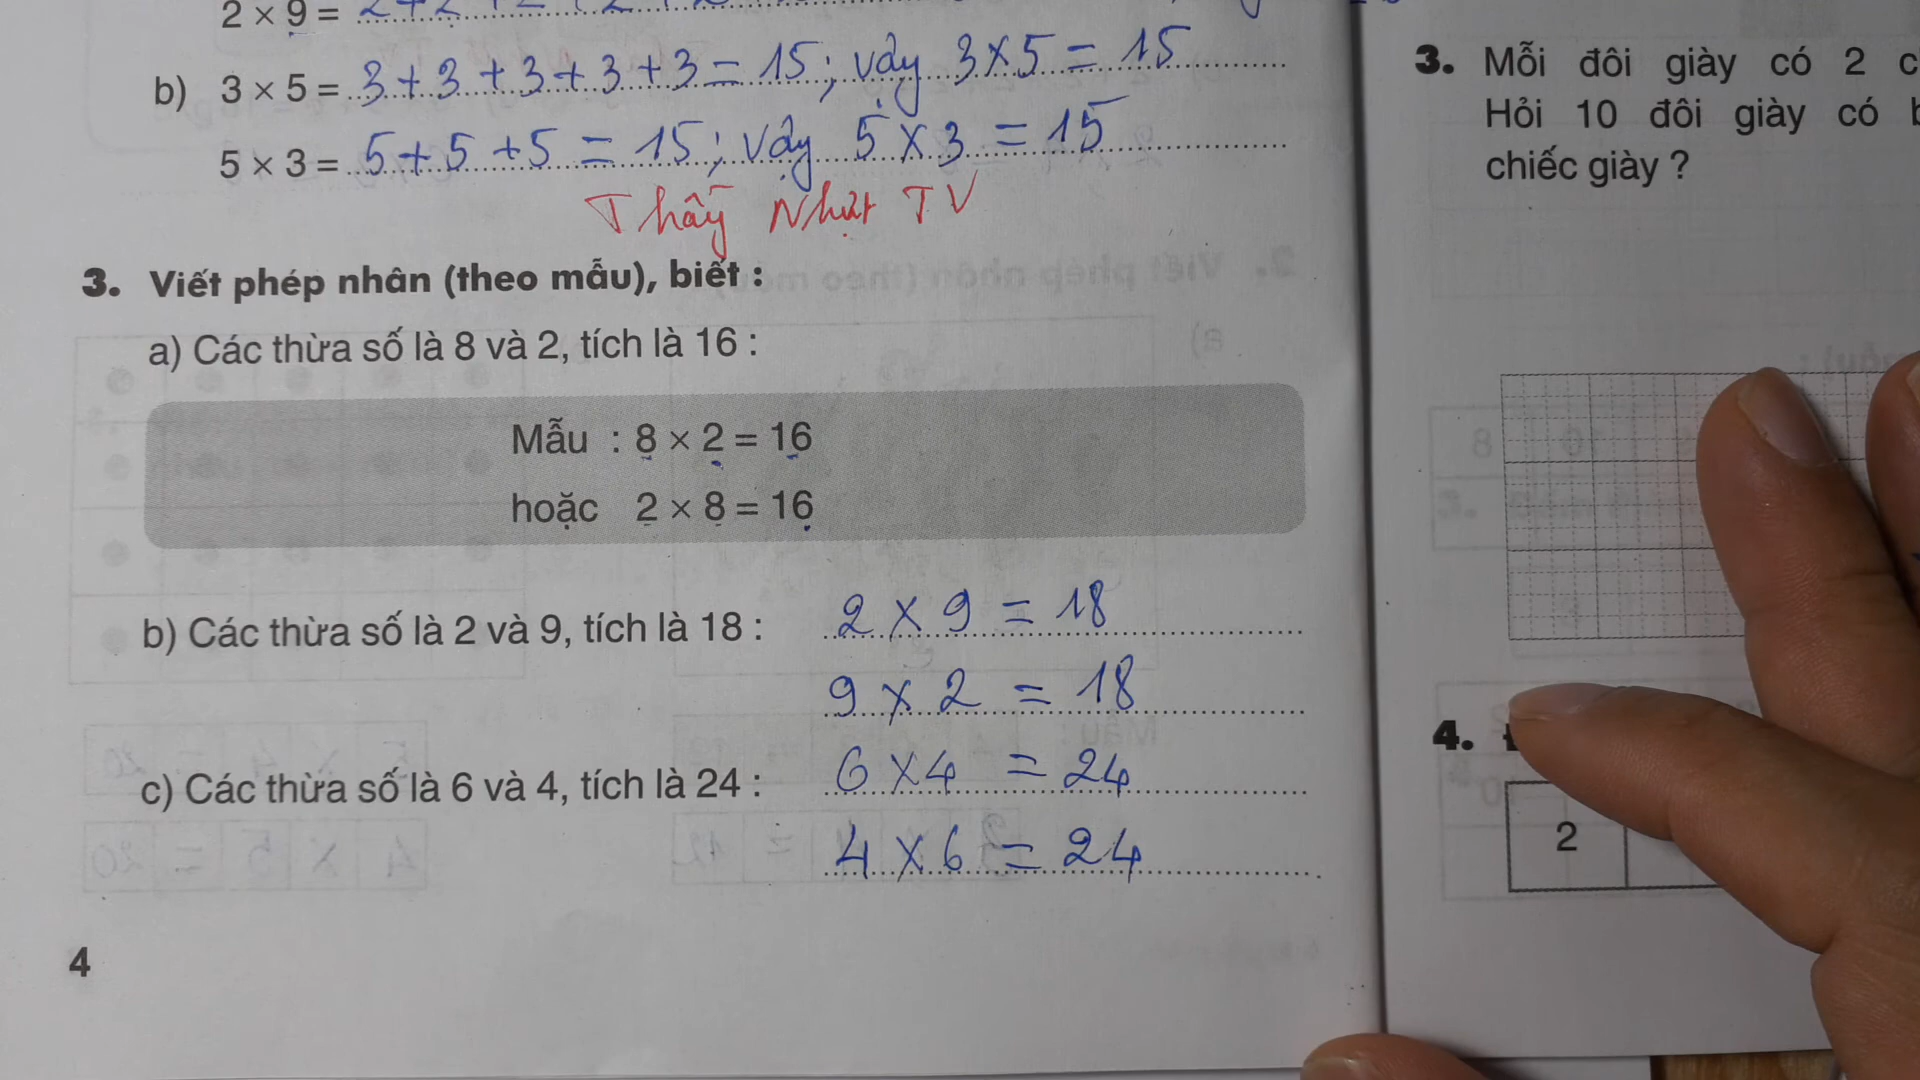 2 × 9 =
b) 3 × 5 = 3 + 3 + 3 + 3 + 3 = 15 ; vậy 3 × 5 = 15
5 × 3 = 5 + 5 + 5 = 15 ; vậy 5 × 3 = 15
Thầy Nhựt TV
3. Viết phép nhân (theo mẫu), biết :
a) Các thừa số là 8 và 2, tích là 16 :
Mẫu : 8 × 2 = 16
hoặc 2 × 8 = 16
b) Các thừa số là 2 và 9, tích là 18 : 2 × 9 = 18
9 × 2 = 18
c) Các thừa số là 6 và 4, tích là 24 : 6 × 4 = 24
4 × 6 = 24
4
3. Mỗi đôi giày có 2 c
Hỏi 10 đôi giày có b
chiếc giày ?
4.
2